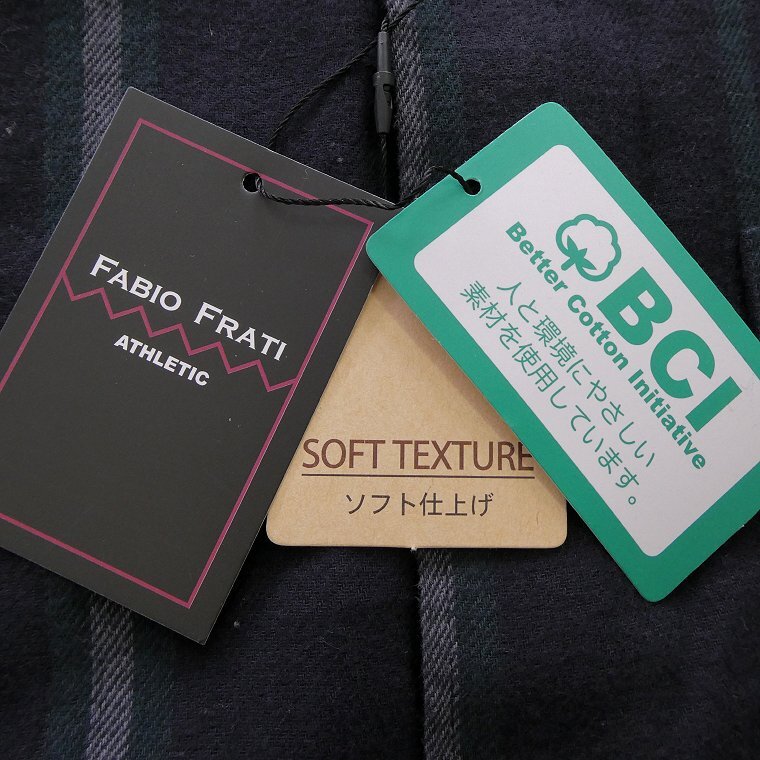 FABIO FRATI
ATHLETIC
SOFT TEXTURE
ソフト仕上げ
BCI
Better Cotton Initiative
人と環境にやさしい
素材を使用しています。